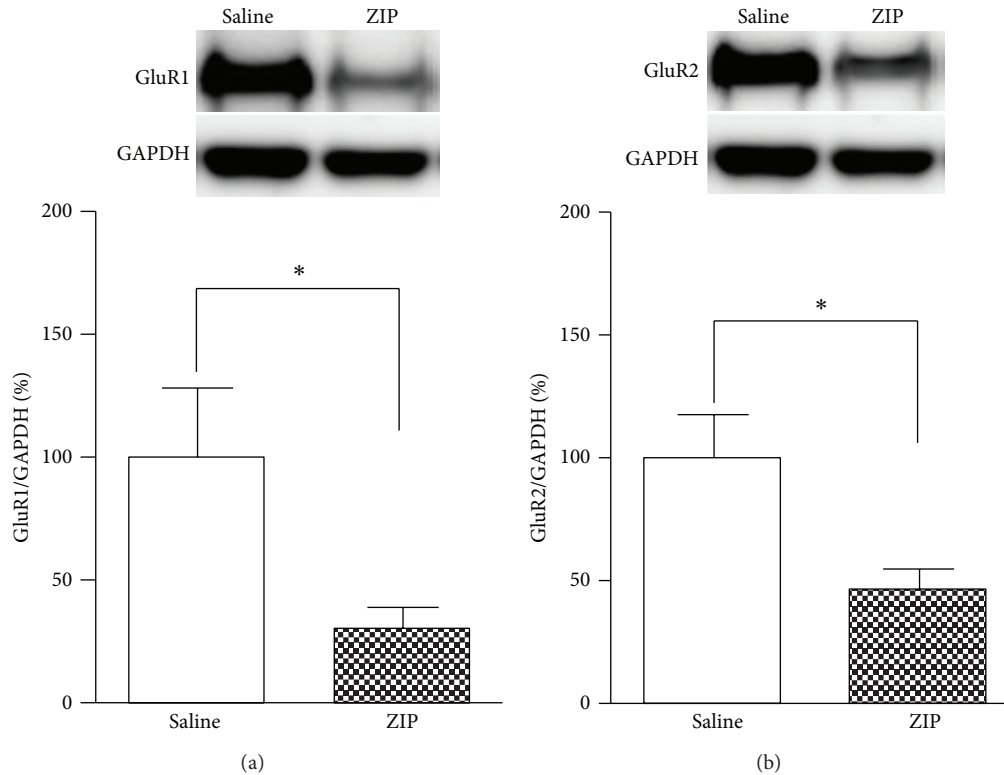 Saline ZIP
GluR1
GAPDH
200
150
100
50
0
GluR1/GAPDH (%)
*
Saline ZIP
(a)
Saline ZIP
GluR2
GAPDH
200
150
100
50
0
GluR2/GAPDH (%)
*
Saline ZIP
(b)